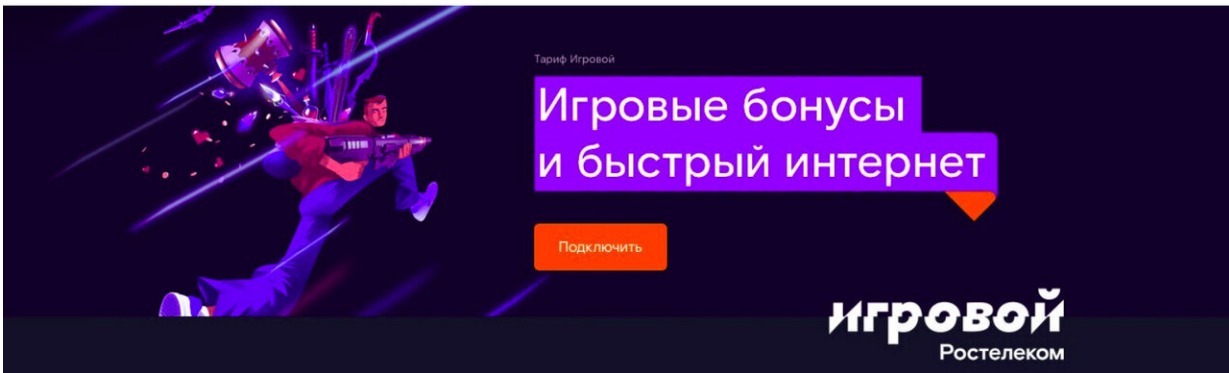 Тариф Игровой
Игровые бонусы
и быстрый интернет
Подключить
игровой
Ростелеком